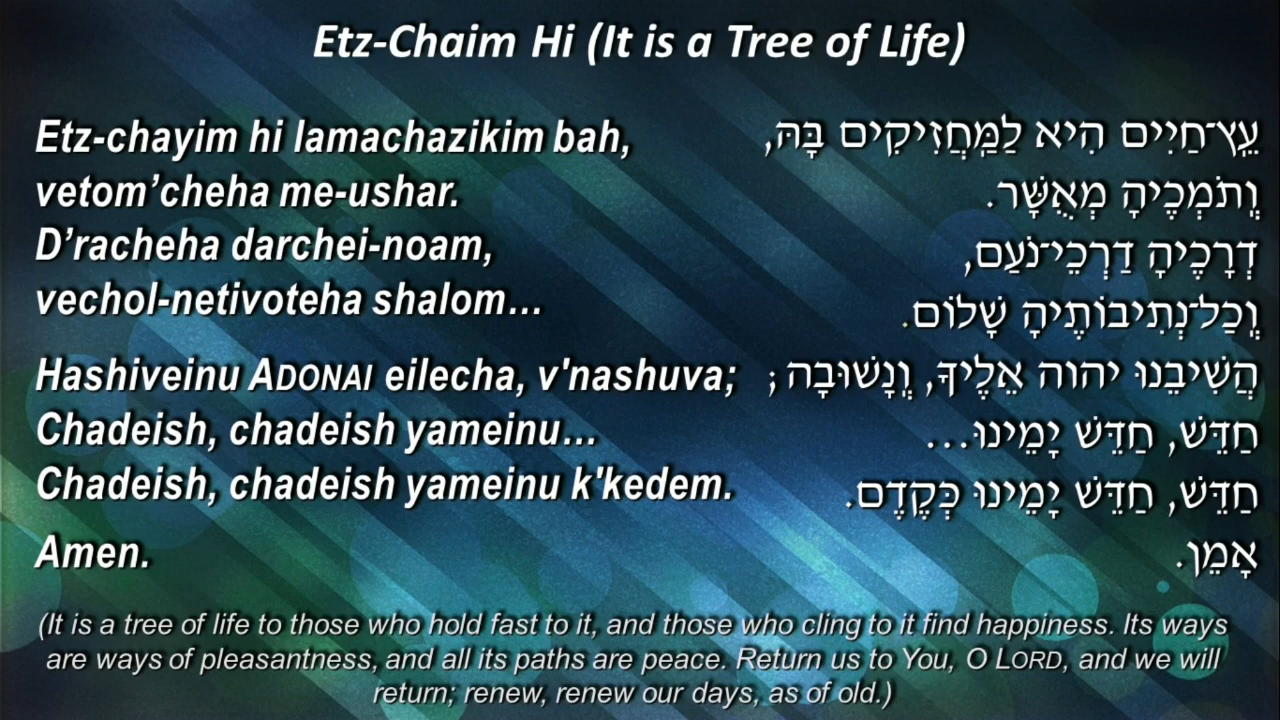 Etz-Chaim Hi (It is a Tree of Life)
Etz-chayim hi lamachazikim bah,
vetom’cheha me-ushar.
D’racheha darchei-noam,
vechol-netivoteha shalom…
Hashiveinu ADONAI eilecha, v'nashuva;
Chadeish, chadeish yameinu…
Chadeish, chadeish yameinu k'kedem.
Amen.
עֵֽץ־חַיִּים הִיא לַמַּֽחֲזִיקִים בָּהּ,
וְֽתֹמְכֶיהָ מְאֻשָּׁר.
דְּרָכֶיהָ דַרְכֵי־נֹעַם,
וְֽכַל־נְתִיבוֹתֶיהָ שָׁלוֹם.
הֲשִׁיבֵנוּ יהוה אֵלֶיךָ, וְֽנָשׁוּבָה;
חַדֵּשׁ, חַדֵּשׁ יָמֵינוּ…
חַדֵּשׁ, חַדֵּשׁ יָמֵינוּ כְּקֶדֶם.
אָמֵן.
(It is a tree of life to those who hold fast to it, and those who cling to it find happiness. Its ways
are ways of pleasantness, and all its paths are peace. Return us to You, O LORD, and we will
return; renew, renew our days, as of old.)